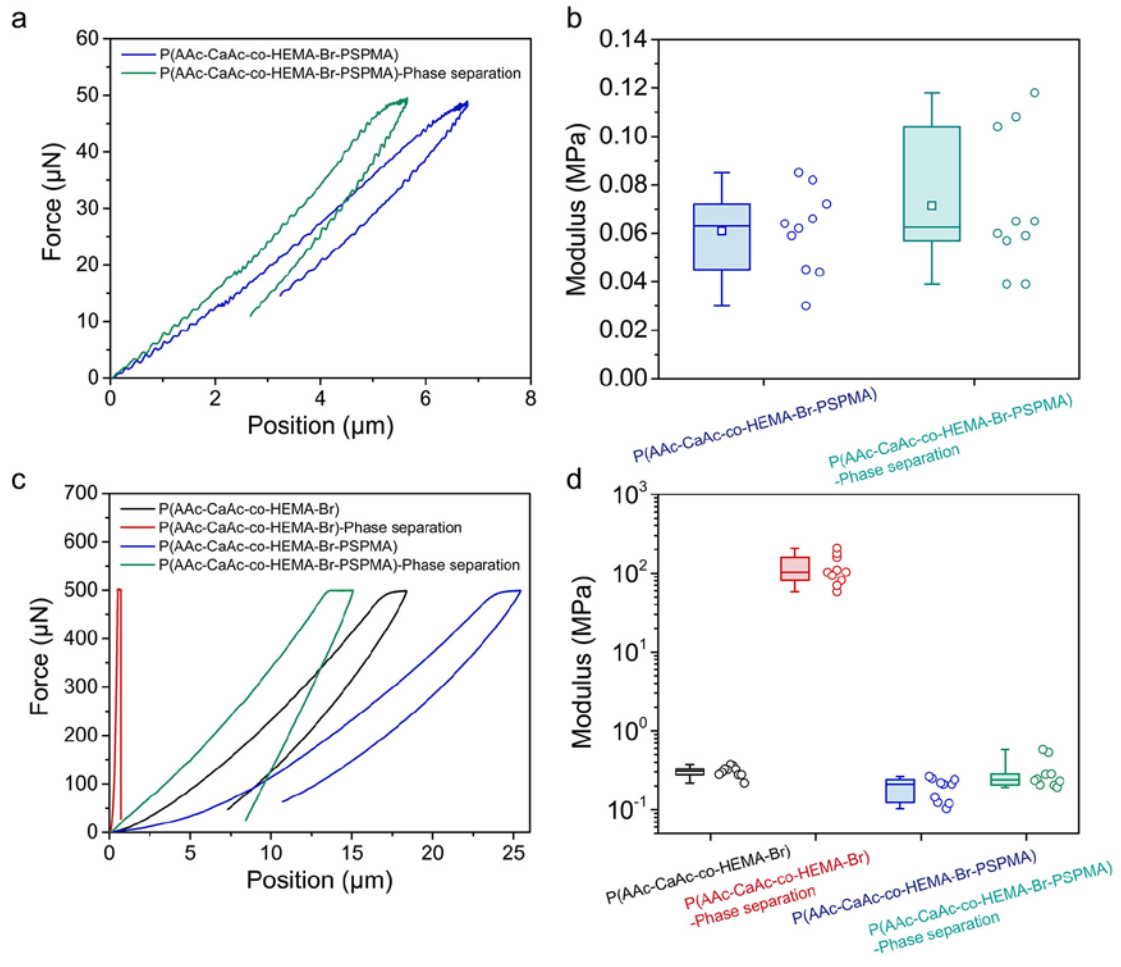 a
60
50
40
30
20
10
0
Force (μN)
P(AAc-CaAc-co-HEMA-Br-PSPMA)
P(AAc-CaAc-co-HEMA-Br-PSPMA)-Phase separation
0 2 4 6 8
Position (μm)
b
0.14
0.12
0.10
0.08
0.06
0.04
0.02
0.00
Modulus (MPa)
P(AAc-CaAc-co-HEMA-Br-PSPMA)
P(AAc-CaAc-co-HEMA-Br-PSPMA)
-Phase separation
c
700
600
500
400
300
200
100
0
Force (μN)
P(AAc-CaAc-co-HEMA-Br)
P(AAc-CaAc-co-HEMA-Br)-Phase separation
P(AAc-CaAc-co-HEMA-Br-PSPMA)
P(AAc-CaAc-co-HEMA-Br-PSPMA)-Phase separation
0 5 10 15 20 25
Position (μm)
d
10³
10²
10¹
10⁰
10⁻¹
Modulus (MPa)
P(AAc-CaAc-co-HEMA-Br)
P(AAc-CaAc-co-HEMA-Br)
-Phase separation
P(AAc-CaAc-co-HEMA-Br-PSPMA)
P(AAc-CaAc-co-HEMA-Br-PSPMA)
-Phase separation